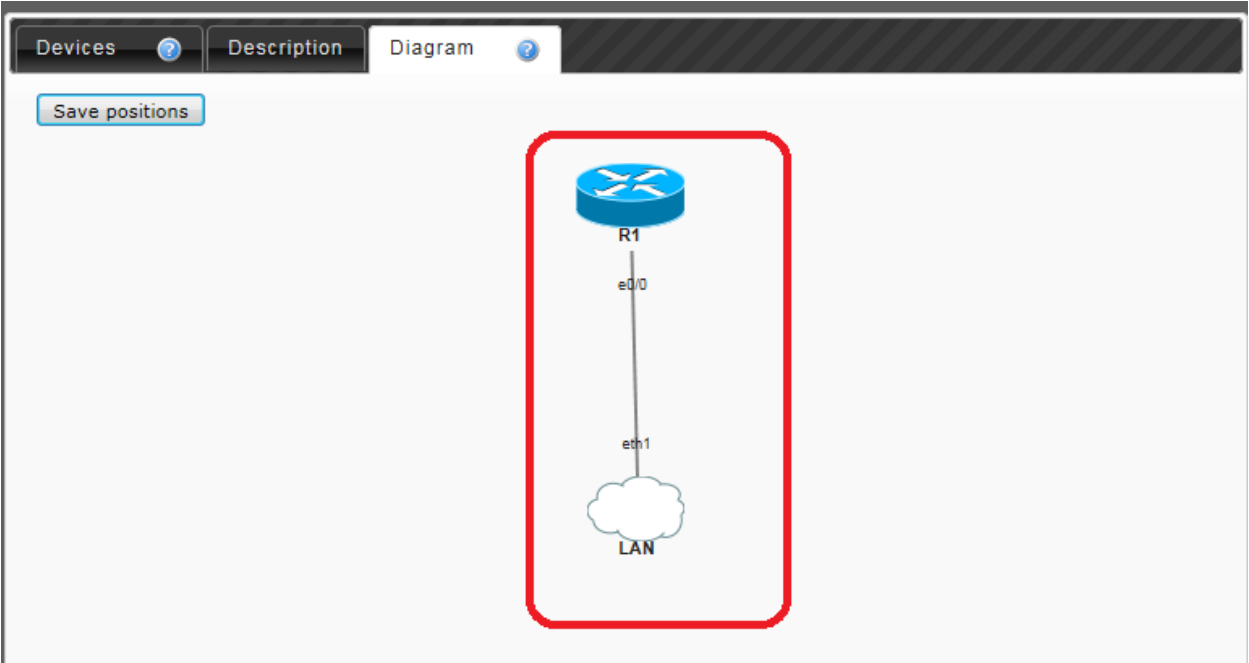 Devices ? Description Diagram ?
Save positions
R1
e0/0
eth1
LAN